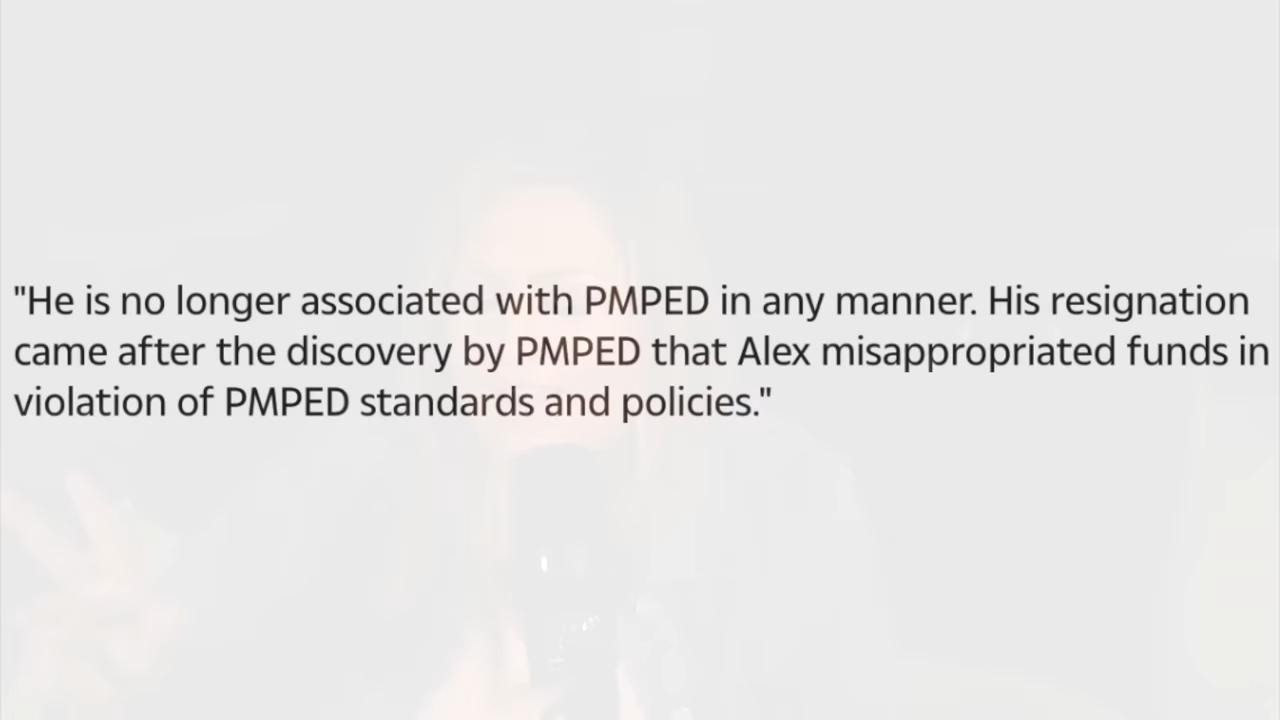 "He is no longer associated with PMPED in any manner. His resignation
came after the discovery by PMPED that Alex misappropriated funds in
violation of PMPED standards and policies."